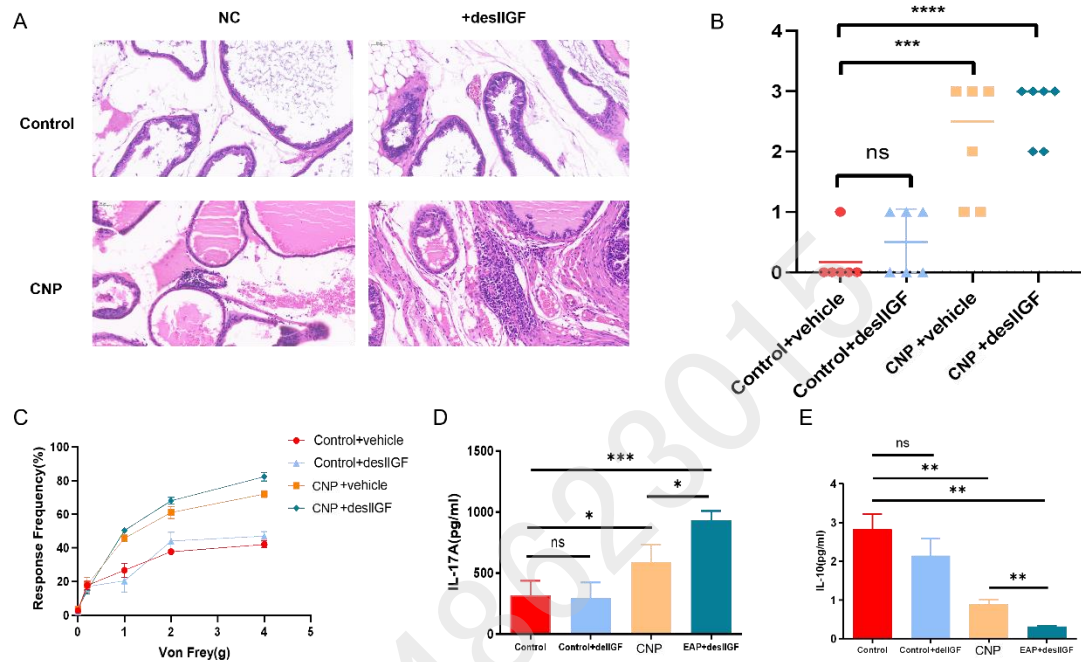 A
NC
+desIIGF
Control
CNP
B
****
***
ns
3
2
1
0
Control+vehicle
Control+desIIGF
CNP +vehicle
CNP +desIIGF
C
Response Frequency(%)
100
80
60
40
20
0
0
1
2
3
4
5
Von Frey(g)
Control+vehicle
Control+desIIGF
CNP +vehicle
CNP +desIIGF
D
IL-17A(pg/ml)
1500
1000
500
0
***
*
*
ns
Control
Control+delIGF
CNP
EAP+desIIGF
E
IL-10(pg/ml)
4
3
2
1
0
ns
**
**
**
Control
Control+delIGF
CNP
EAP+desIIGF
18623015